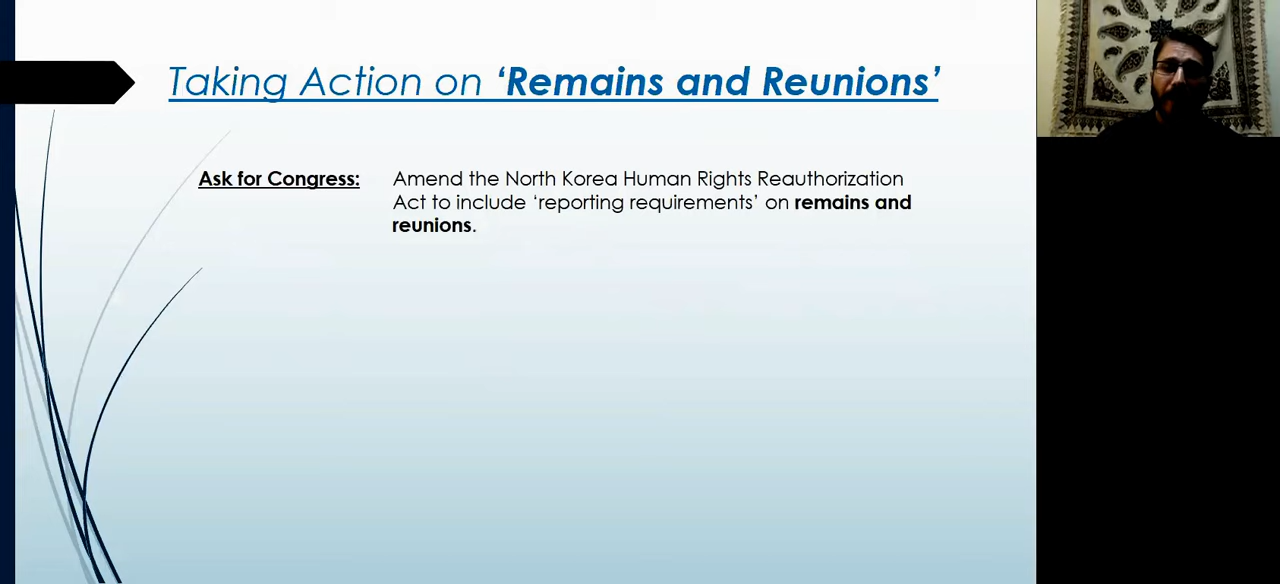 Taking Action on ‘Remains and Reunions’
Ask for Congress: Amend the North Korea Human Rights Reauthorization
Act to include ‘reporting requirements’ on remains and
reunions.